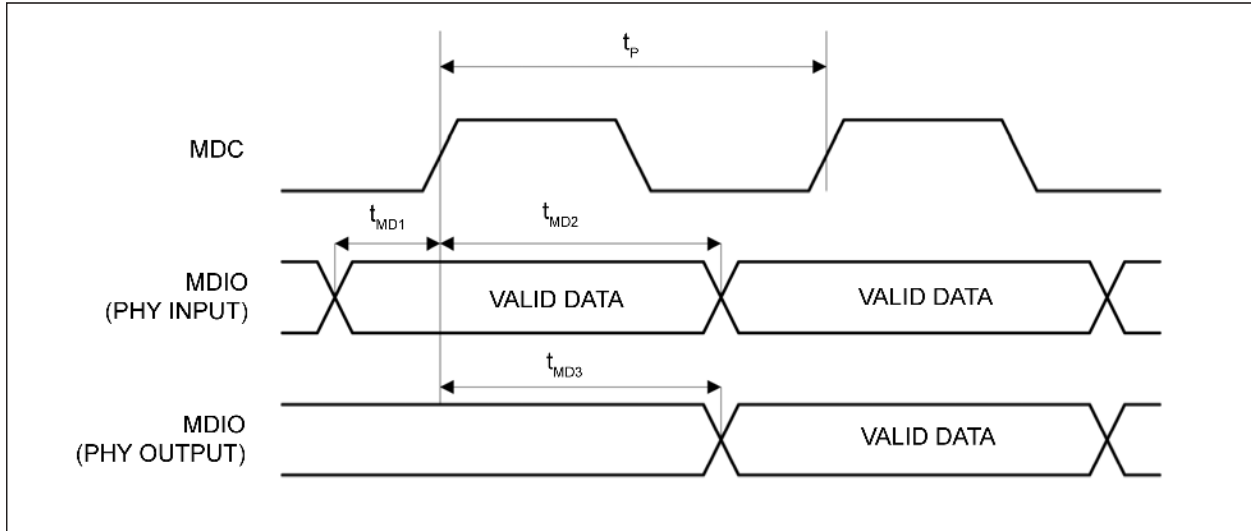 tP
MDC
tMD1
tMD2
MDIO
(PHY INPUT)
VALID DATA
VALID DATA
tMD3
MDIO
(PHY OUTPUT)
VALID DATA